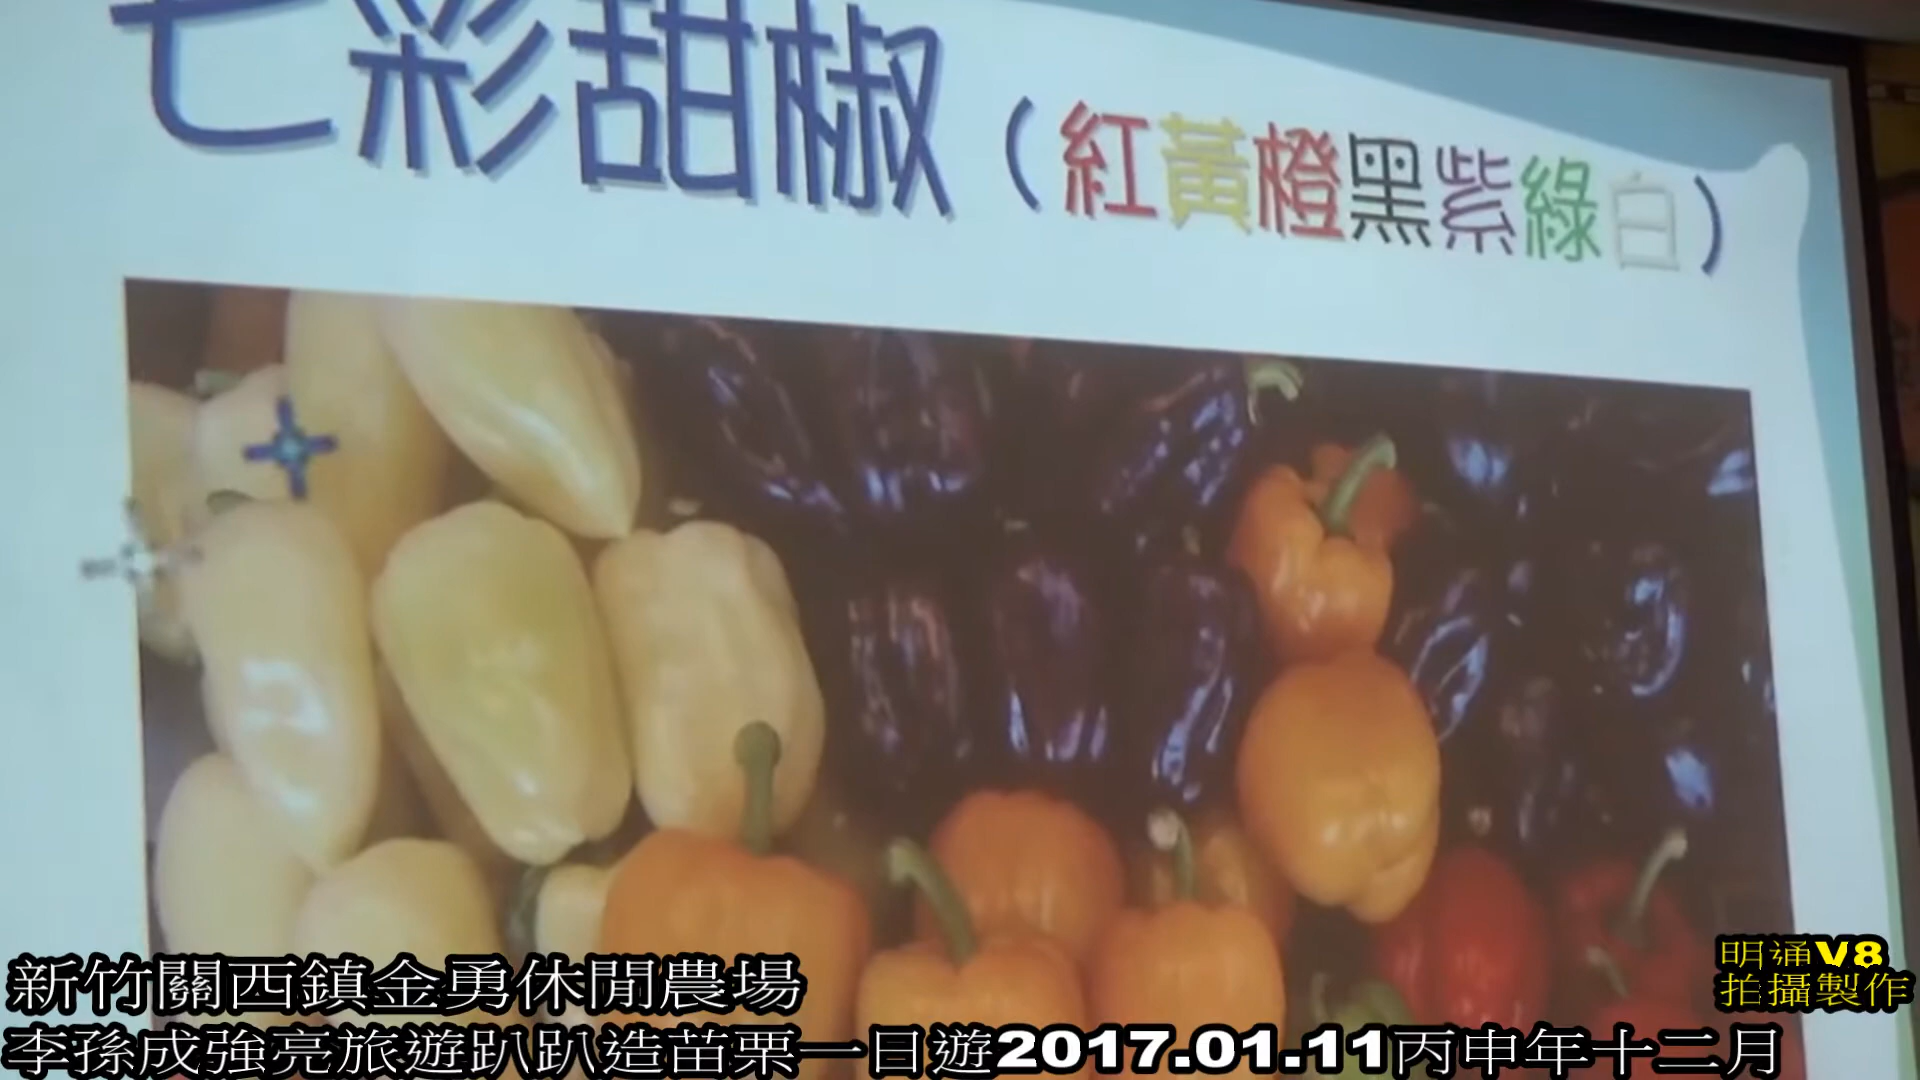 七彩甜椒(紅黃橙黑紫綠白)
明通V8
拍攝製作
新竹關西鎮金勇休閒農場
李孫成強亮旅遊趴趴造苗栗一日遊2017.01.11丙申年十二月